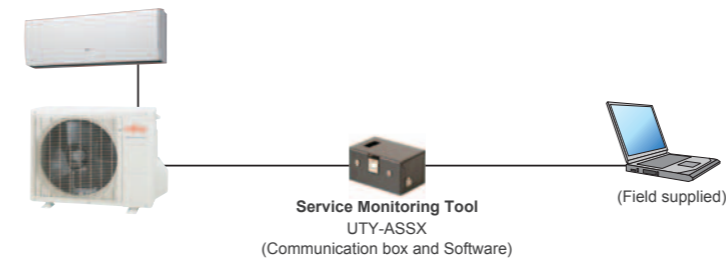 Service Monitoring Tool
UTY-ASSX
(Communication box and Software)
(Field supplied)